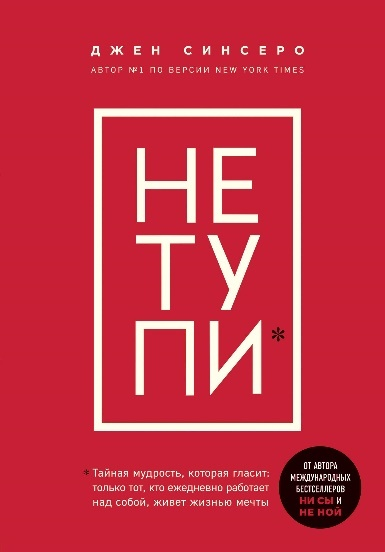 ДЖЕН СИНСЕРО
АВТОР №1 ПО ВЕРСИИ NEW YORK TIMES
НЕ
ТУ
ПИ*
* Тайная мудрость, которая гласит:
только тот, кто ежедневно работает
над собой, живет жизнью мечты
ОТ АВТОРА
МЕЖДУНАРОДНЫХ
БЕСТСЕЛЛЕРОВ
НИ СЫ И
НЕ НОЙ